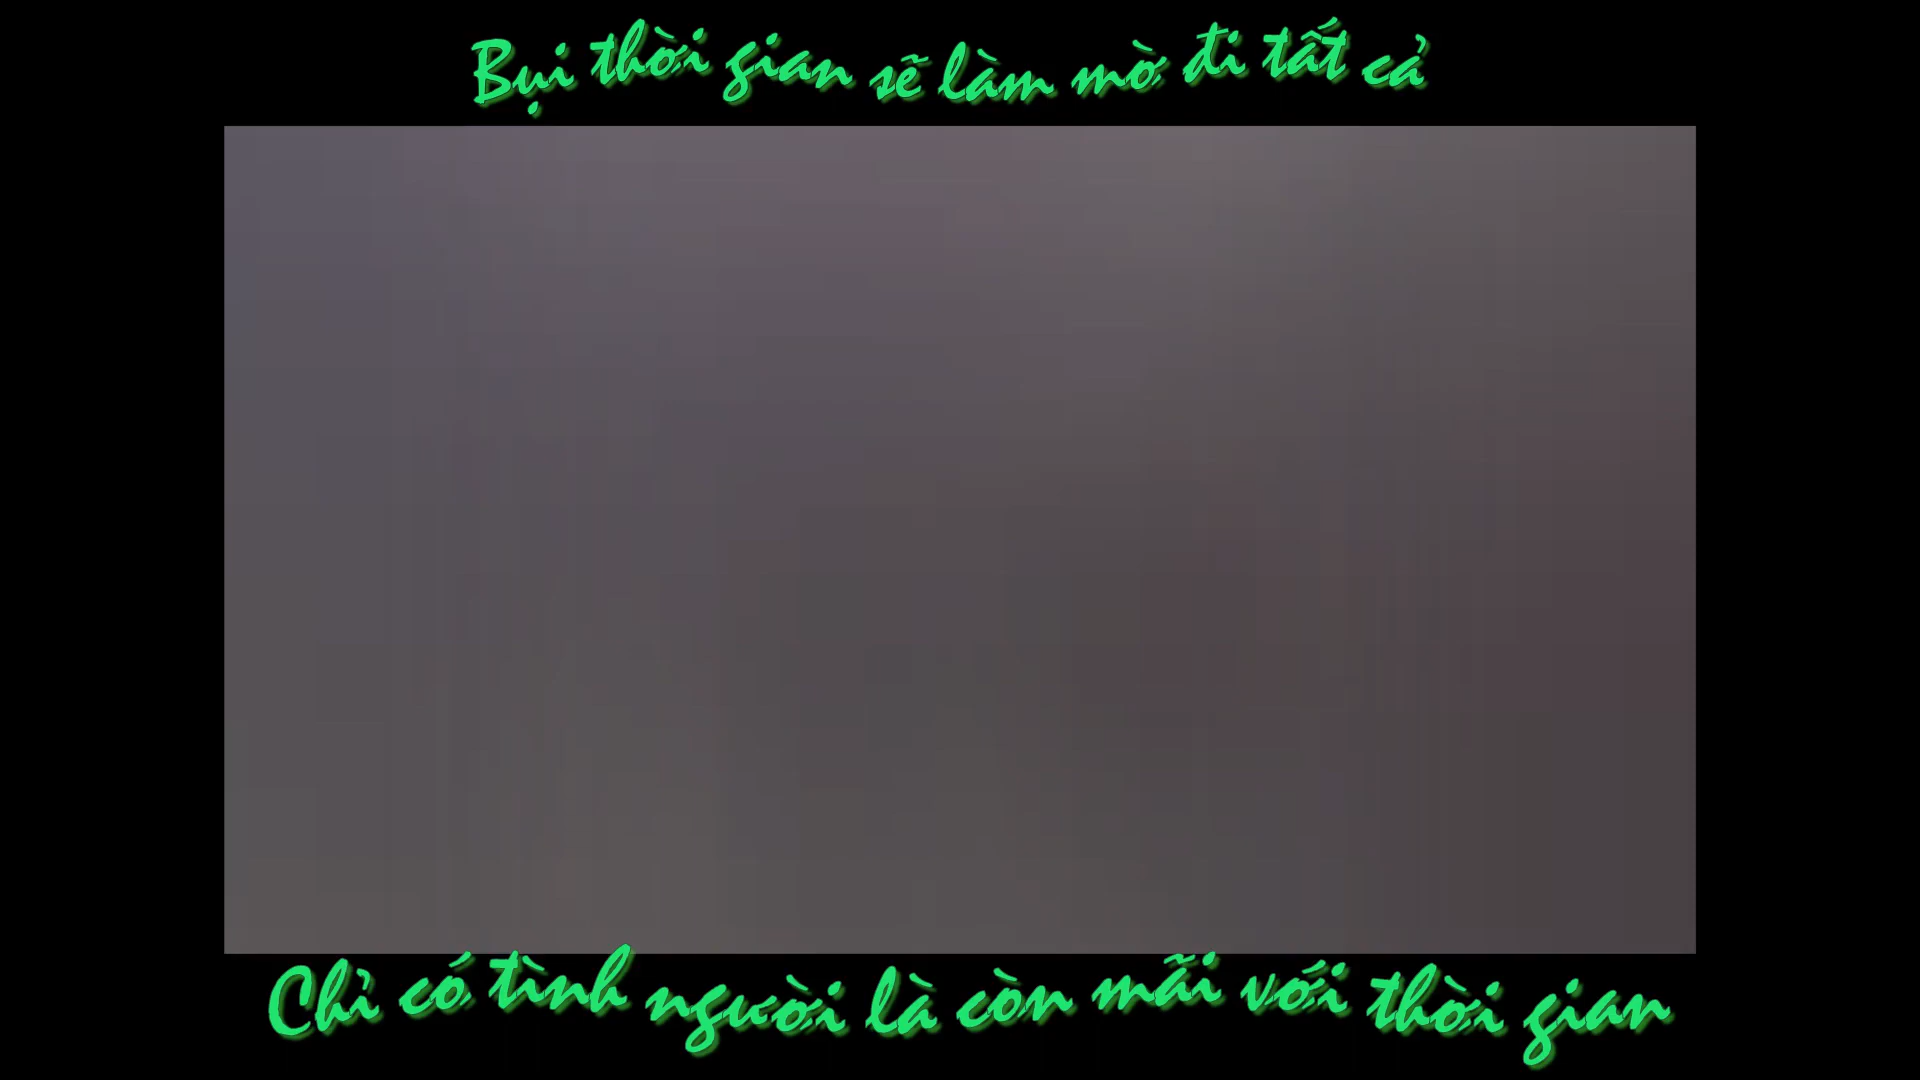 Bụi thời gian sẽ làm mờ đi tất cả
Chỉ có tình người là còn mãi với thời gian